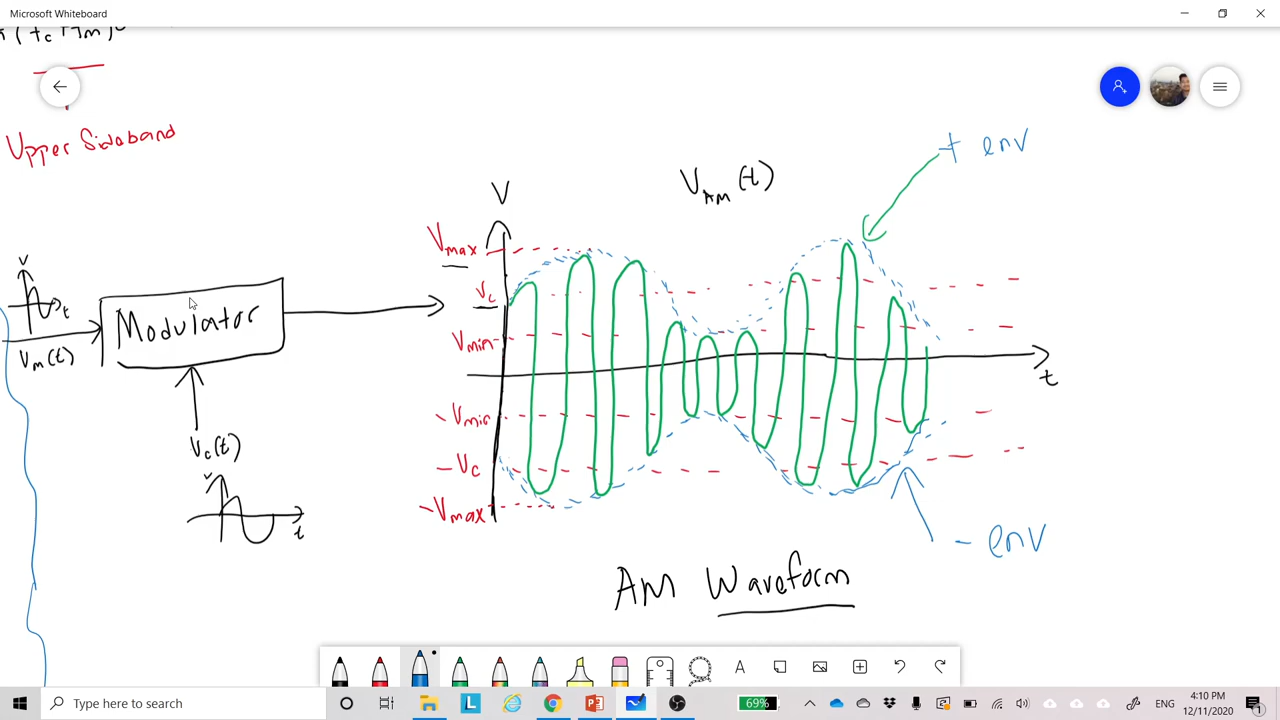 Microsoft Whiteboard
Upper Sideband
V
t
Vm(t)
Modulator
Vc(t)
V
t
VAM(t)
V
Vmax
Vc
Vmin
-Vmin
-Vc
-Vmax
t
+ env
- env
AM Waveform
A
Type here to search
69%
ENG
4:10 PM
12/11/2020
1